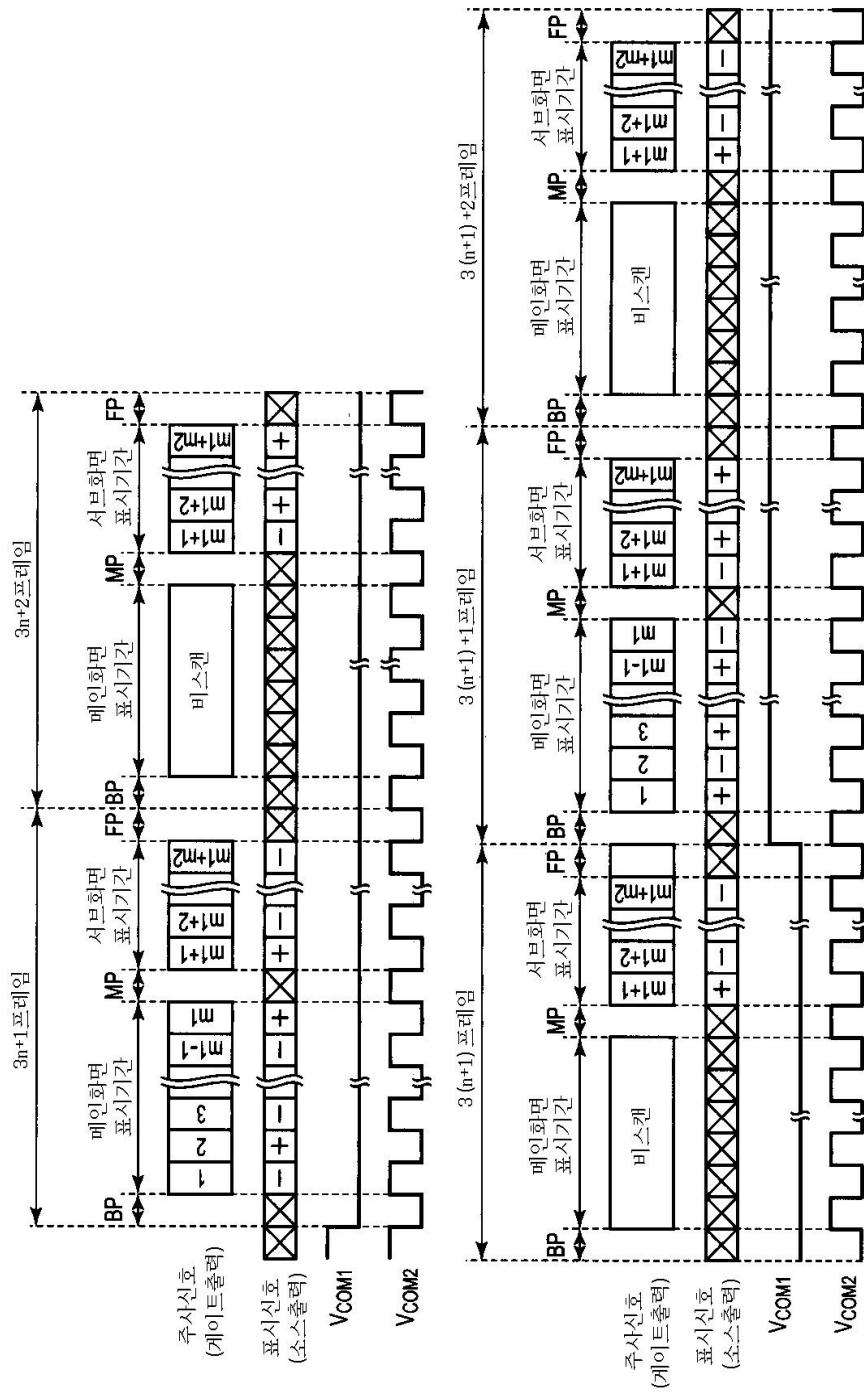 3n+1프레임
3n+2프레임
BP
메인화면
표시기간
MP
서브화면
표시기간
FP
BP
메인화면
표시기간
MP
서브화면
표시기간
FP
주사신호
(게이트출력)
1 2 3 m1-1 m1
m1+1 m1+2 m1+m2
비스캔
m1+1 m1+2 m1+m2
표시신호
(소스출력)
− + − − +
+ − −
− + +
VCOM1
VCOM2
3 (n+1) 프레임
3 (n+1) +1프레임
3 (n+1) +2프레임
BP
메인화면
표시기간
MP
서브화면
표시기간
FP
BP
메인화면
표시기간
MP
서브화면
표시기간
FP
BP
메인화면
표시기간
MP
서브화면
표시기간
FP
주사신호
(게이트출력)
비스캔
m1+1 m1+2 m1+m2
1 2 3 m1-1 m1
m1+1 m1+2 m1+m2
비스캔
m1+1 m1+2 m1+m2
표시신호
(소스출력)
+ − −
+ − + + −
− + +
+ − −
VCOM1
VCOM2